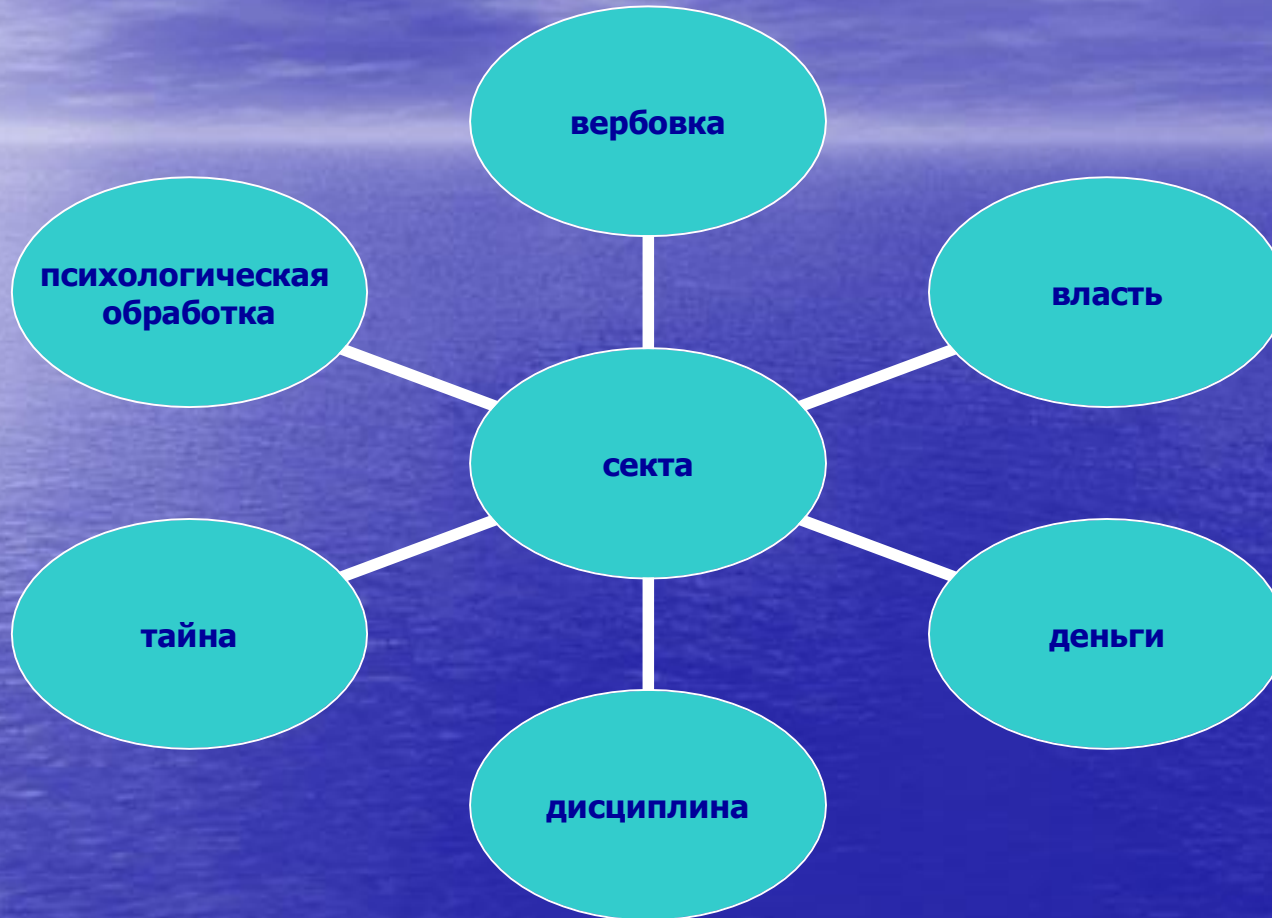 вербовка
психологическая
обработка
власть
секта
тайна
деньги
дисциплина